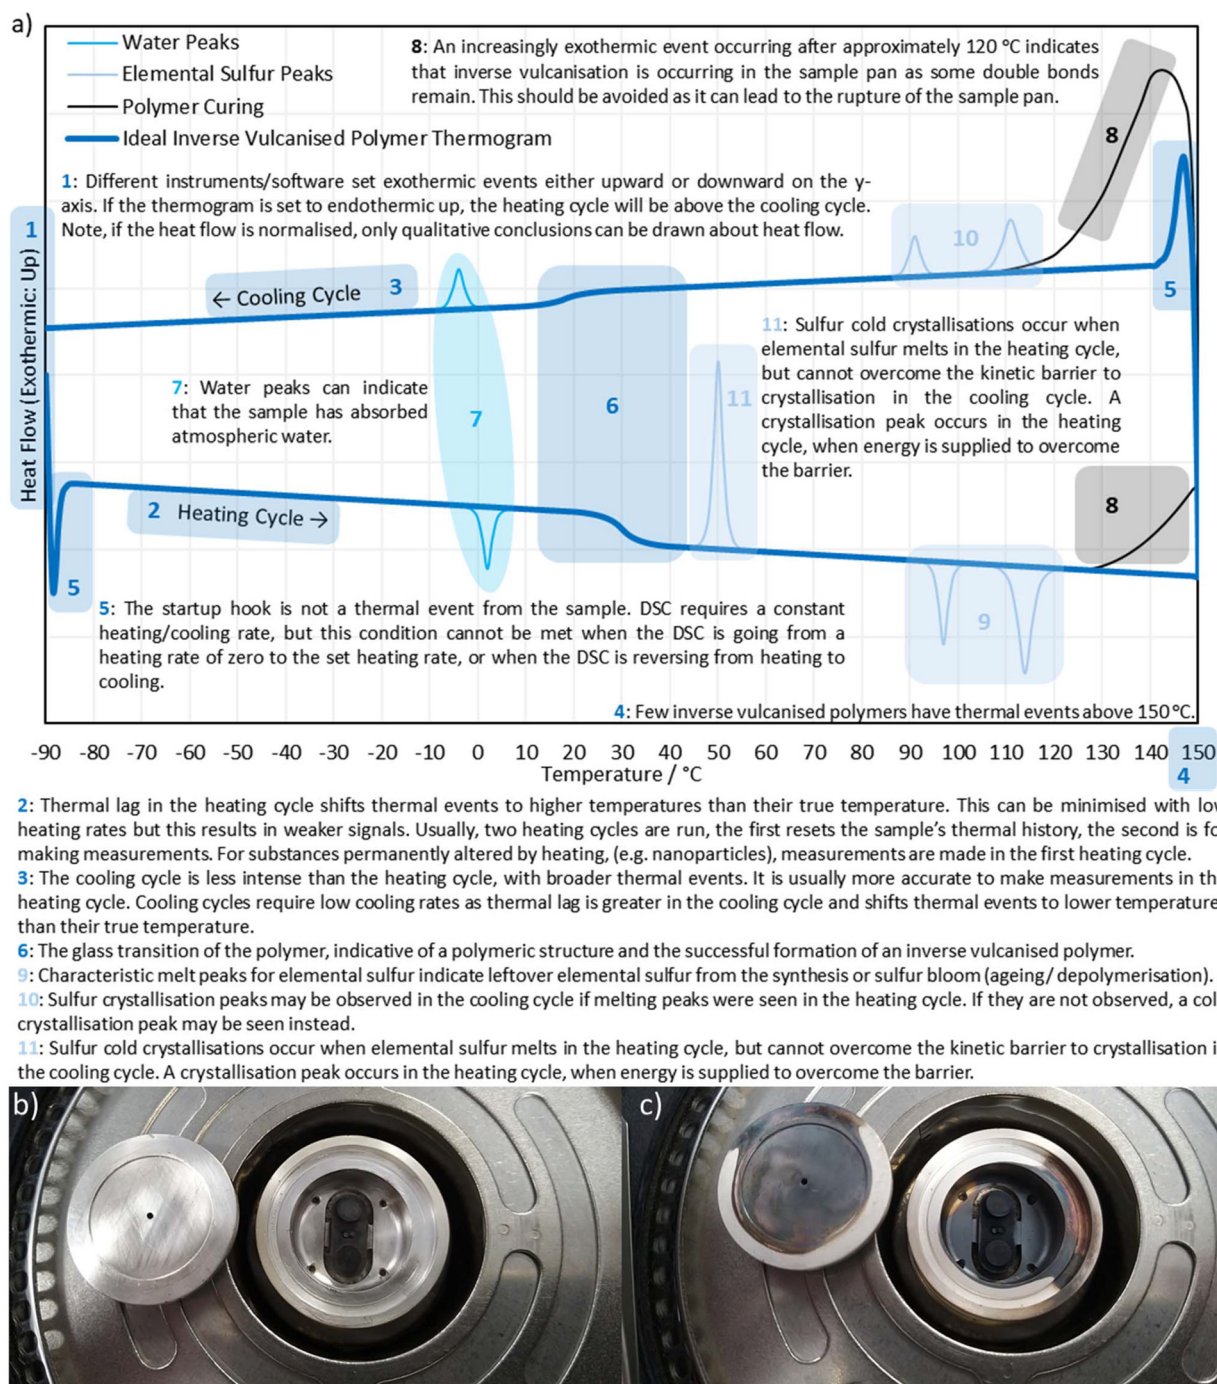 a)
Water Peaks
Elemental Sulfur Peaks
Polymer Curing
Ideal Inverse Vulcanised Polymer Thermogram
8: An increasingly exothermic event occurring after approximately 120 °C indicates
that inverse vulcanisation is occurring in the sample pan as some double bonds
remain. This should be avoided as it can lead to the rupture of the sample pan.
8
1: Different instruments/software set exothermic events either upward or downward on the y-
axis. If the thermogram is set to endothermic up, the heating cycle will be above the cooling cycle.
Note, if the heat flow is normalised, only qualitative conclusions can be drawn about heat flow.
1
Heat Flow (Exothermic: Up)
10
← Cooling Cycle 3
5
11: Sulfur cold crystallisations occur when
elemental sulfur melts in the heating cycle,
but cannot overcome the kinetic barrier to
crystallisation in the cooling cycle. A
crystallisation peak occurs in the heating
cycle, when energy is supplied to overcome
the barrier.
7: Water peaks can indicate
that the sample has absorbed
atmospheric water.
7
6
11
8
2 Heating Cycle →
5
9
5: The startup hook is not a thermal event from the sample. DSC requires a constant
heating/cooling rate, but this condition cannot be met when the DSC is going from a
heating rate of zero to the set heating rate, or when the DSC is reversing from heating to
cooling.
4: Few inverse vulcanised polymers have thermal events above 150 °C.
-90 -80 -70 -60 -50 -40 -30 -20 -10 0 10 20 30 40 50 60 70 80 90 100 110 120 130 140 150
Temperature / °C
4
2: Thermal lag in the heating cycle shifts thermal events to higher temperatures than their true temperature. This can be minimised with
heating rates but this results in weaker signals. Usually, two heating cycles are run, the first resets the sample's thermal history, the second is
making measurements. For substances permanently altered by heating, (e.g. nanoparticles), measurements are made in the first heating cycle.
3: The cooling cycle is less intense than the heating cycle, with broader thermal events. It is usually more accurate to make measurements in
heating cycle. Cooling cycles require low cooling rates as thermal lag is greater in the cooling cycle and shifts thermal events to lower temperature
than their true temperature.
6: The glass transition of the polymer, indicative of a polymeric structure and the successful formation of an inverse vulcanised polymer.
9: Characteristic melt peaks for elemental sulfur indicate leftover elemental sulfur from the synthesis or sulfur bloom (ageing/ depolymerisation).
10: Sulfur crystallisation peaks may be observed in the cooling cycle if melting peaks were seen in the heating cycle. If they are not observed, a
crystallisation peak may be seen instead.
11: Sulfur cold crystallisations occur when elemental sulfur melts in the heating cycle, but cannot overcome the kinetic barrier to crystallisation
the cooling cycle. A crystallisation peak occurs in the heating cycle, when energy is supplied to overcome the barrier.
b)
c)